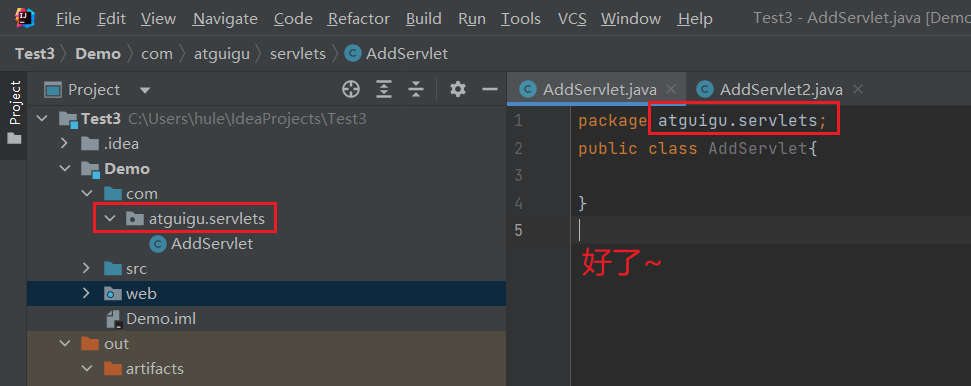 File Edit View Navigate Code Refactor Build Run Tools VCS Window Help Test3 - AddServlet.java [Demo
Test3 〉 Demo 〉 com 〉 atguigu 〉 servlets 〉 AddServlet
Project
Project
AddServlet.java
AddServlet2.java
Test3 C:\Users\hule\IdeaProjects\Test3
.idea
Demo
com
atguigu.servlets
AddServlet
src
web
Demo.iml
out
artifacts
1 package atguigu.servlets;
2 public class AddServlet{
3
4 }
5
好了~